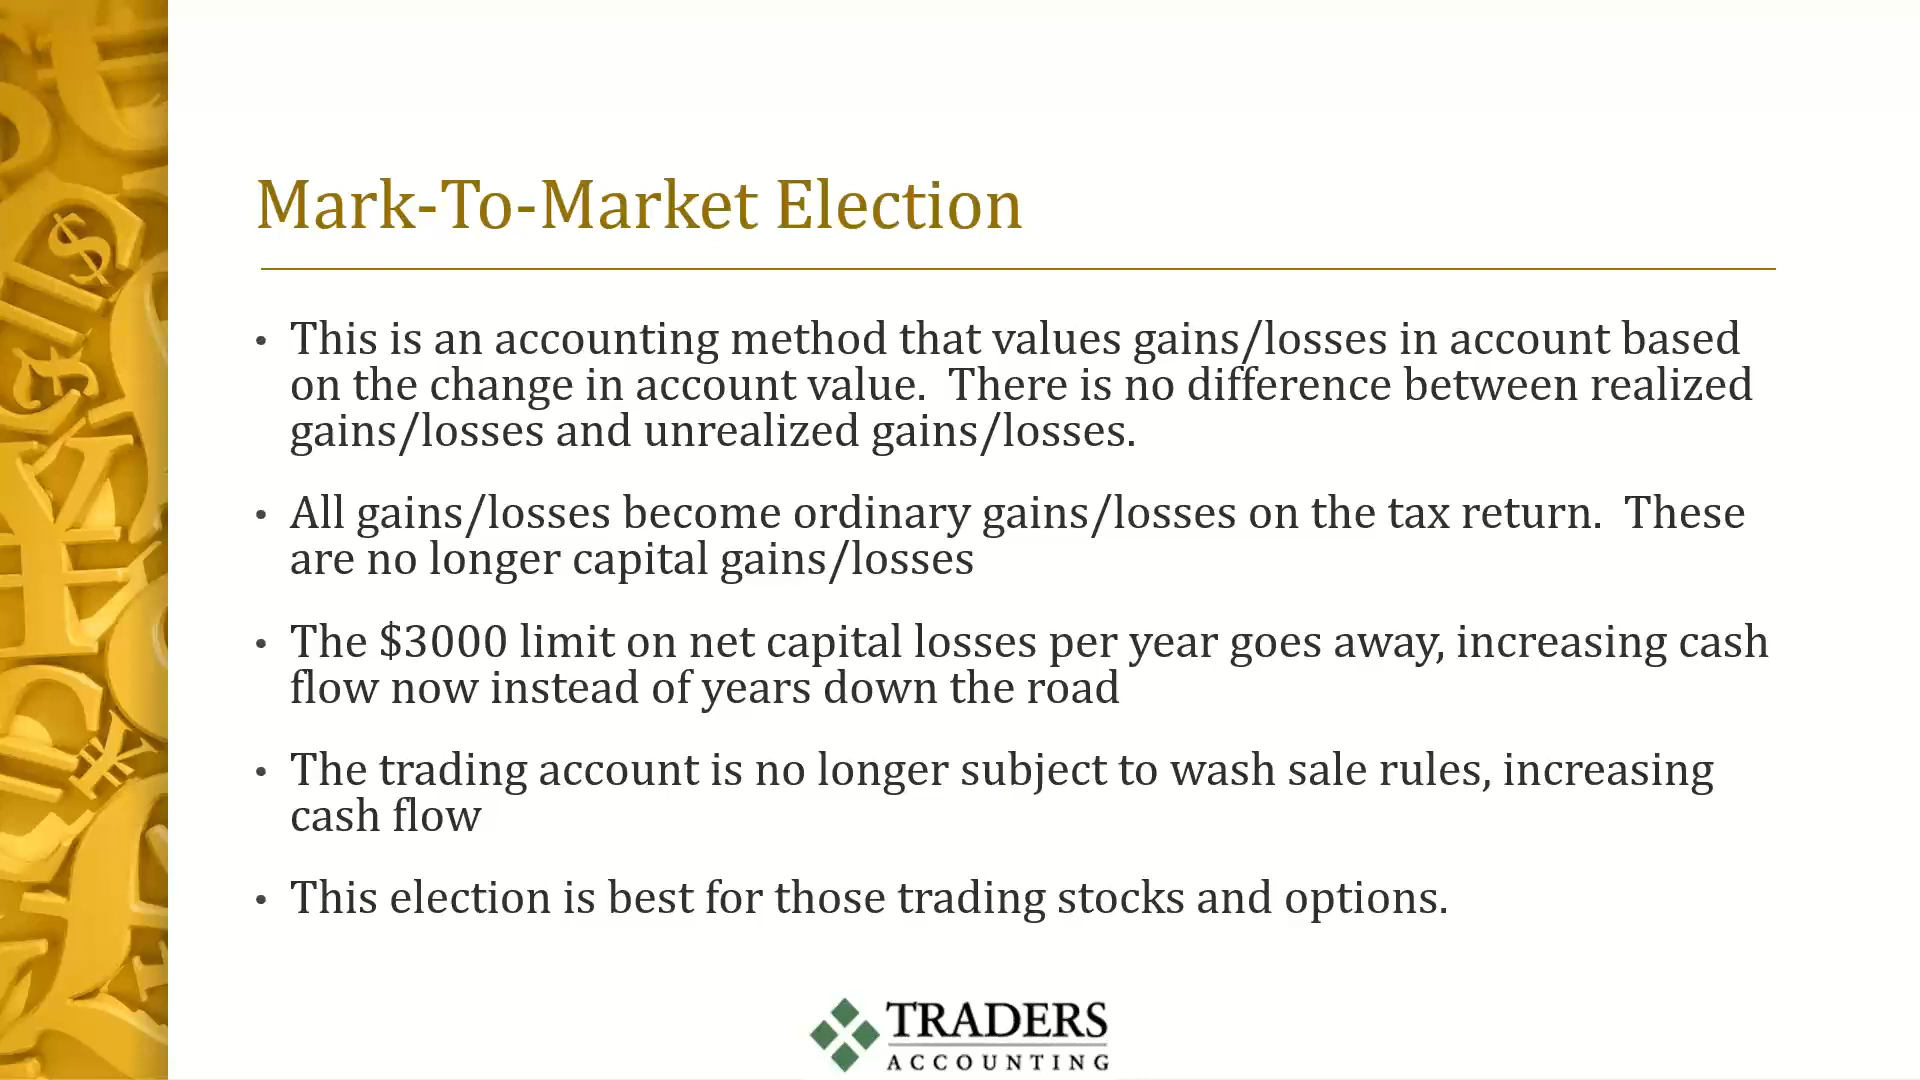 Mark-To-Market Election
• This is an accounting method that values gains/losses in account based
on the change in account value.  There is no difference between realized
gains/losses and unrealized gains/losses.
• All gains/losses become ordinary gains/losses on the tax return.  These
are no longer capital gains/losses
• The $3000 limit on net capital losses per year goes away, increasing cash
flow now instead of years down the road
• The trading account is no longer subject to wash sale rules, increasing
cash flow
• This election is best for those trading stocks and options.
TRADERS
ACCOUNTING